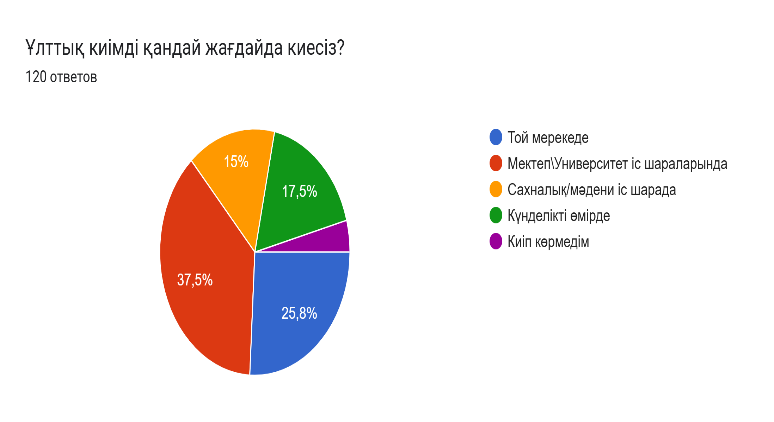 Ұлттық киімді қандай жағдайда киесіз?
120 ответов
Той мерекеде
Мектеп\Университет іс шараларында
Сахналық/мәдени іс шарада
Күнделікті өмірде
Киіп көрмедім
15%
17,5%
37,5%
25,8%